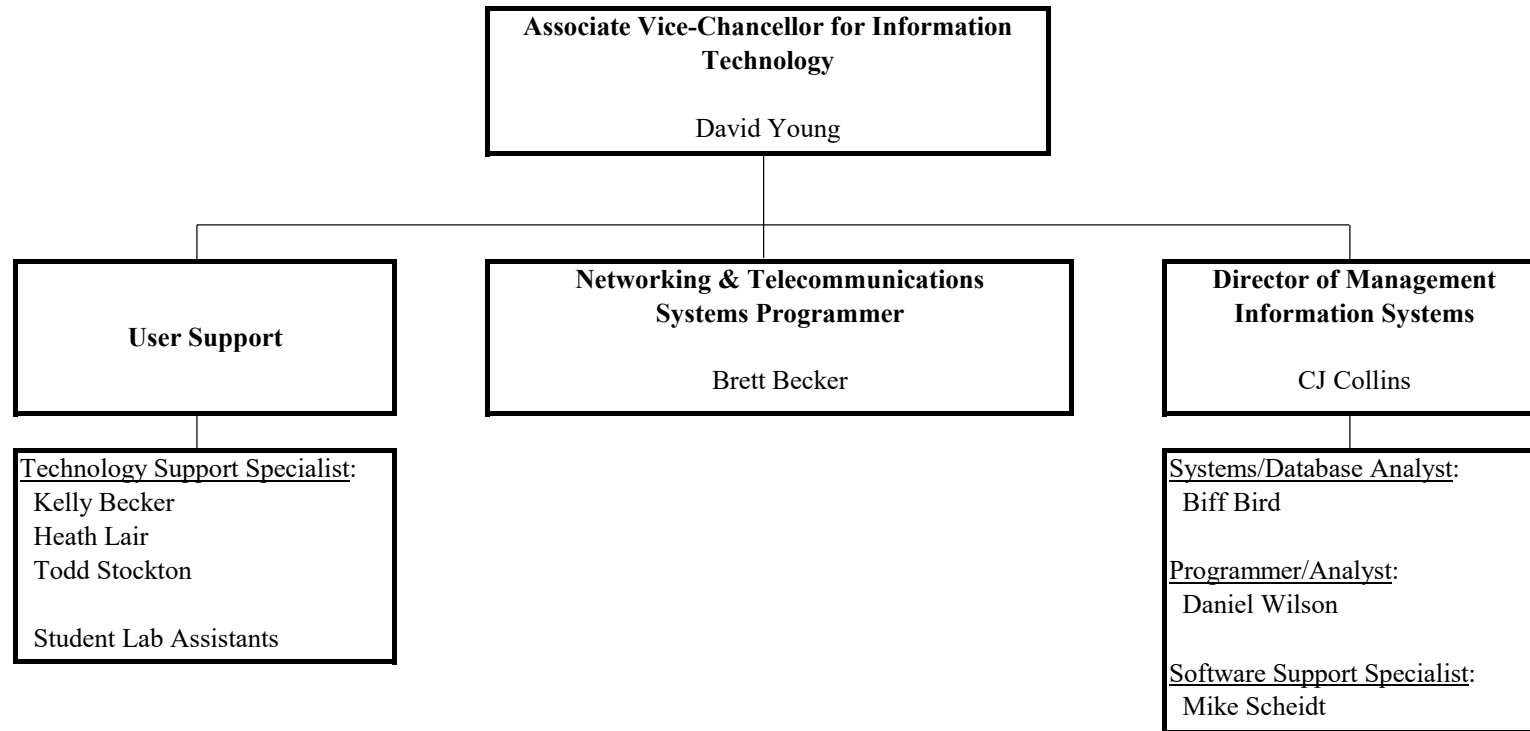 Associate Vice-Chancellor for Information
Technology
David Young
User Support
Networking & Telecommunications
Systems Programmer
Brett Becker
Director of Management
Information Systems
CJ Collins
Technology Support Specialist:
Kelly Becker
Heath Lair
Todd Stockton
Student Lab Assistants
Systems/Database Analyst:
Biff Bird
Programmer/Analyst:
Daniel Wilson
Software Support Specialist:
Mike Scheidt